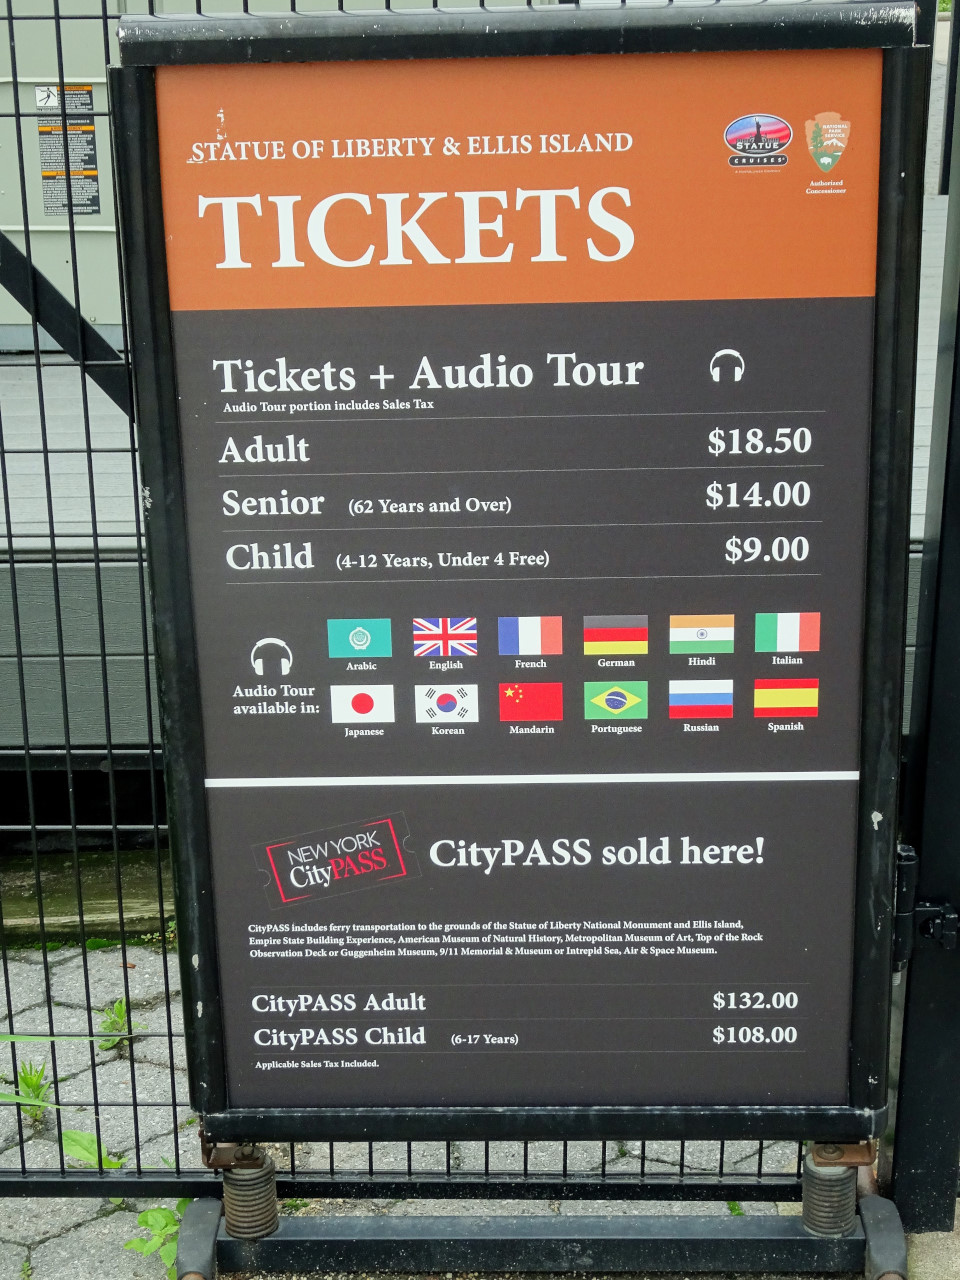 STATUE OF LIBERTY & ELLIS ISLAND
TICKETS
STATUE
CRUISES
NATIONAL
PARK
SERVICE
Authorized
Concessioner
Tickets + Audio Tour
Audio Tour portion includes Sales Tax
Adult $18.50
Senior (62 Years and Over) $14.00
Child (4-12 Years, Under 4 Free) $9.00
Audio Tour
available in:
Arabic English French German Hindi Italian
Japanese Korean Mandarin Portuguese Russian Spanish
NEW YORK
CityPASS
CityPASS sold here!
CityPASS includes ferry transportation to the grounds of the Statue of Liberty National Monument and Ellis Island,
Empire State Building Experience, American Museum of Natural History, Metropolitan Museum of Art, Top of the Rock
Observation Deck or Guggenheim Museum, 9/11 Memorial & Museum or Intrepid Sea, Air & Space Museum.
CityPASS Adult $132.00
CityPASS Child (6-17 Years) $108.00
Applicable Sales Tax Included.